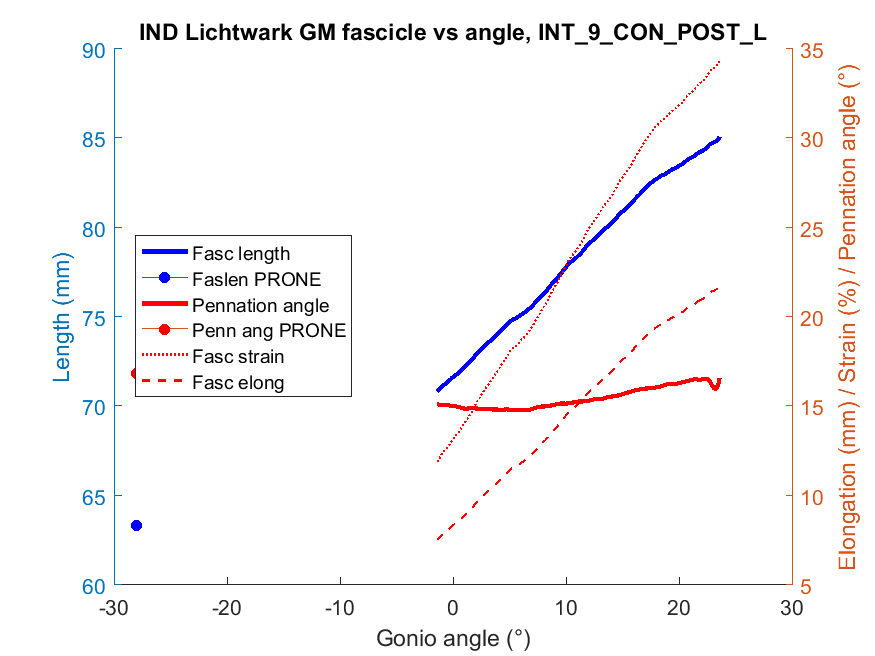 IND Lichtwark GM fascicle vs angle, INT_9_CON_POST_L
90
85
80
75
70
65
60
Length (mm)
35
30
25
20
15
10
5
Elongation (mm) / Strain (%) / Pennation angle (°)
Fasc length
Faslen PRONE
Pennation angle
Penn ang PRONE
Fasc strain
Fasc elong
-30 -20 -10 0 10 20 30
Gonio angle (°)